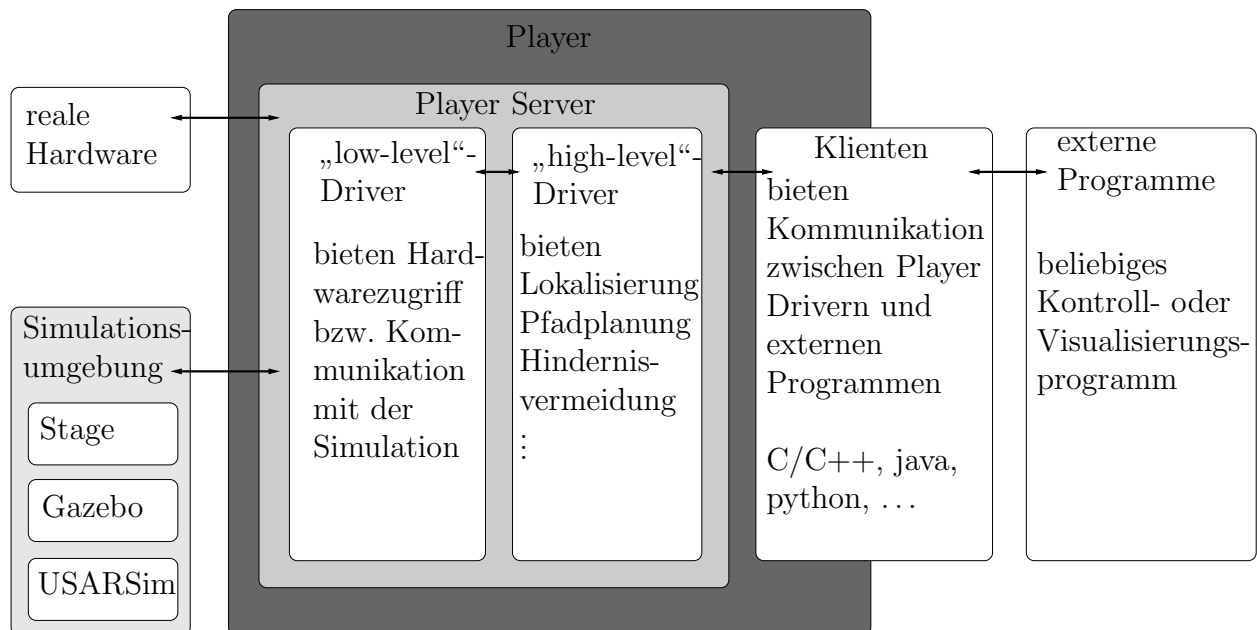 Player
Player Server
reale
Hardware
Simulations-
umgebung
Stage
Gazebo
USARSim
„low-level“-
Driver
bieten Hard-
warezugriff
bzw. Kom-
munikation
mit der
Simulation
„high-level“-
Driver
bieten
Lokalisierung
Pfadplanung
Hindernis-
vermeidung
⋮
Klienten
bieten
Kommunikation
zwischen Player
Drivern und
externen
Programmen
C/C++, java,
python, …
externe
Programme
beliebiges
Kontroll- oder
Visualisierungs-
programm